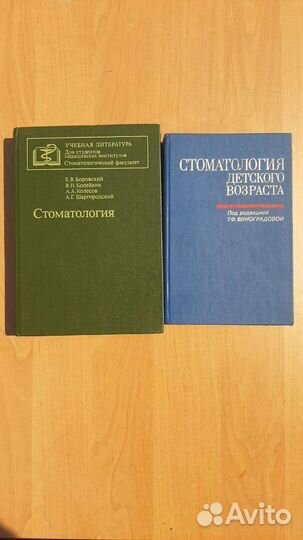 УЧЕБНАЯ ЛИТЕРАТУРА
Для студентов
медицинских институтов
Стоматологический факультет
Е.В. Боровский
В.Н. Копейкин
А.А. Колесов
А.Г. Шаргородский
Стоматология
СТОМАТОЛОГИЯ
ДЕТСКОГО
ВОЗРАСТА
Под редакцией
Т.Ф. ВИНОГРАДОВОЙ
Avito